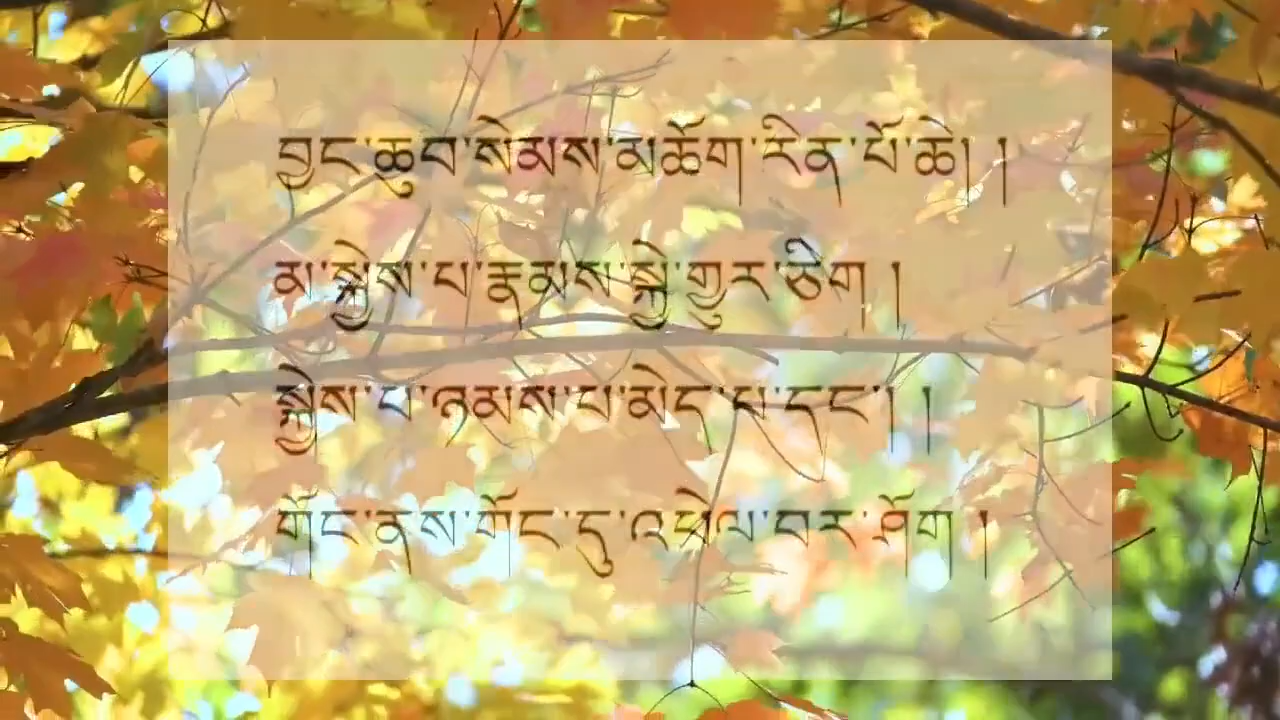 བྱང་ཆུབ་སེམས་མཆོག་རིན་པོ་ཆེ། །
མ་སྐྱེས་པ་རྣམས་སྐྱེ་གྱུར་ཅིག །
སྐྱེས་པ་ཉམས་པ་མེད་པ་དང་། །
གོང་ནས་གོང་དུ་འཕེལ་བར་ཤོག །